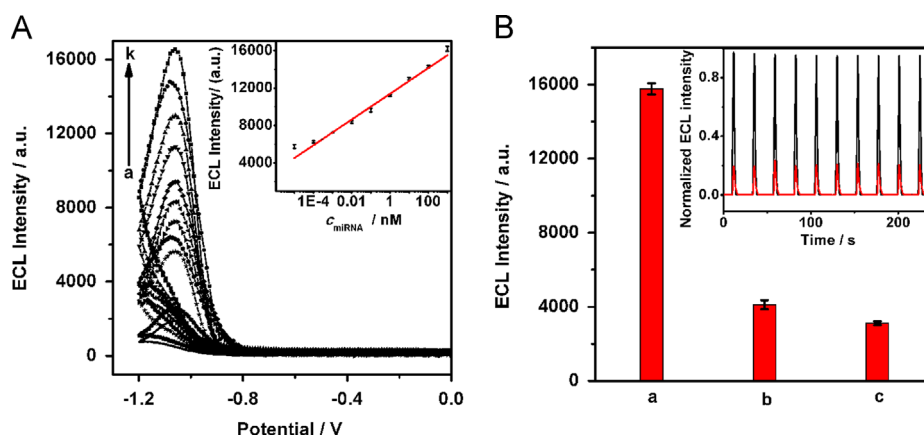 A
k
a
16000
12000
8000
4000
0
ECL Intensity / a.u.
-1.2
-0.8
-0.4
0.0
Potential / V
16000
12000
8000
4000
ECL Intensity/ (a.u.)
1E-4
0.01
1
100
cmiRNA / nM
B
16000
12000
8000
4000
0
ECL Intensity / a.u.
a
b
c
0.8
0.4
0.0
Normalized ECL intensity
0
100
200
Time / s